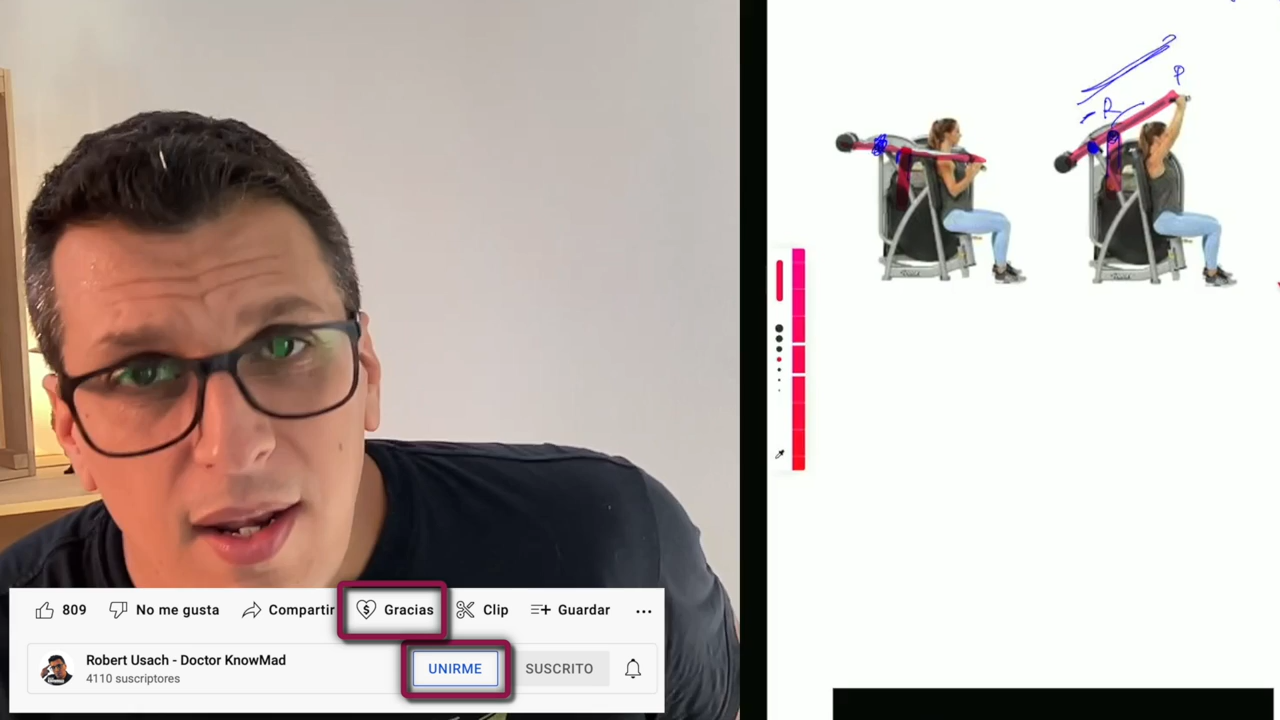 P
R
809 No me gusta Compartir Gracias Clip Guardar ...
Robert Usach - Doctor KnowMad
4110 suscriptores
UNIRME
SUSCRITO